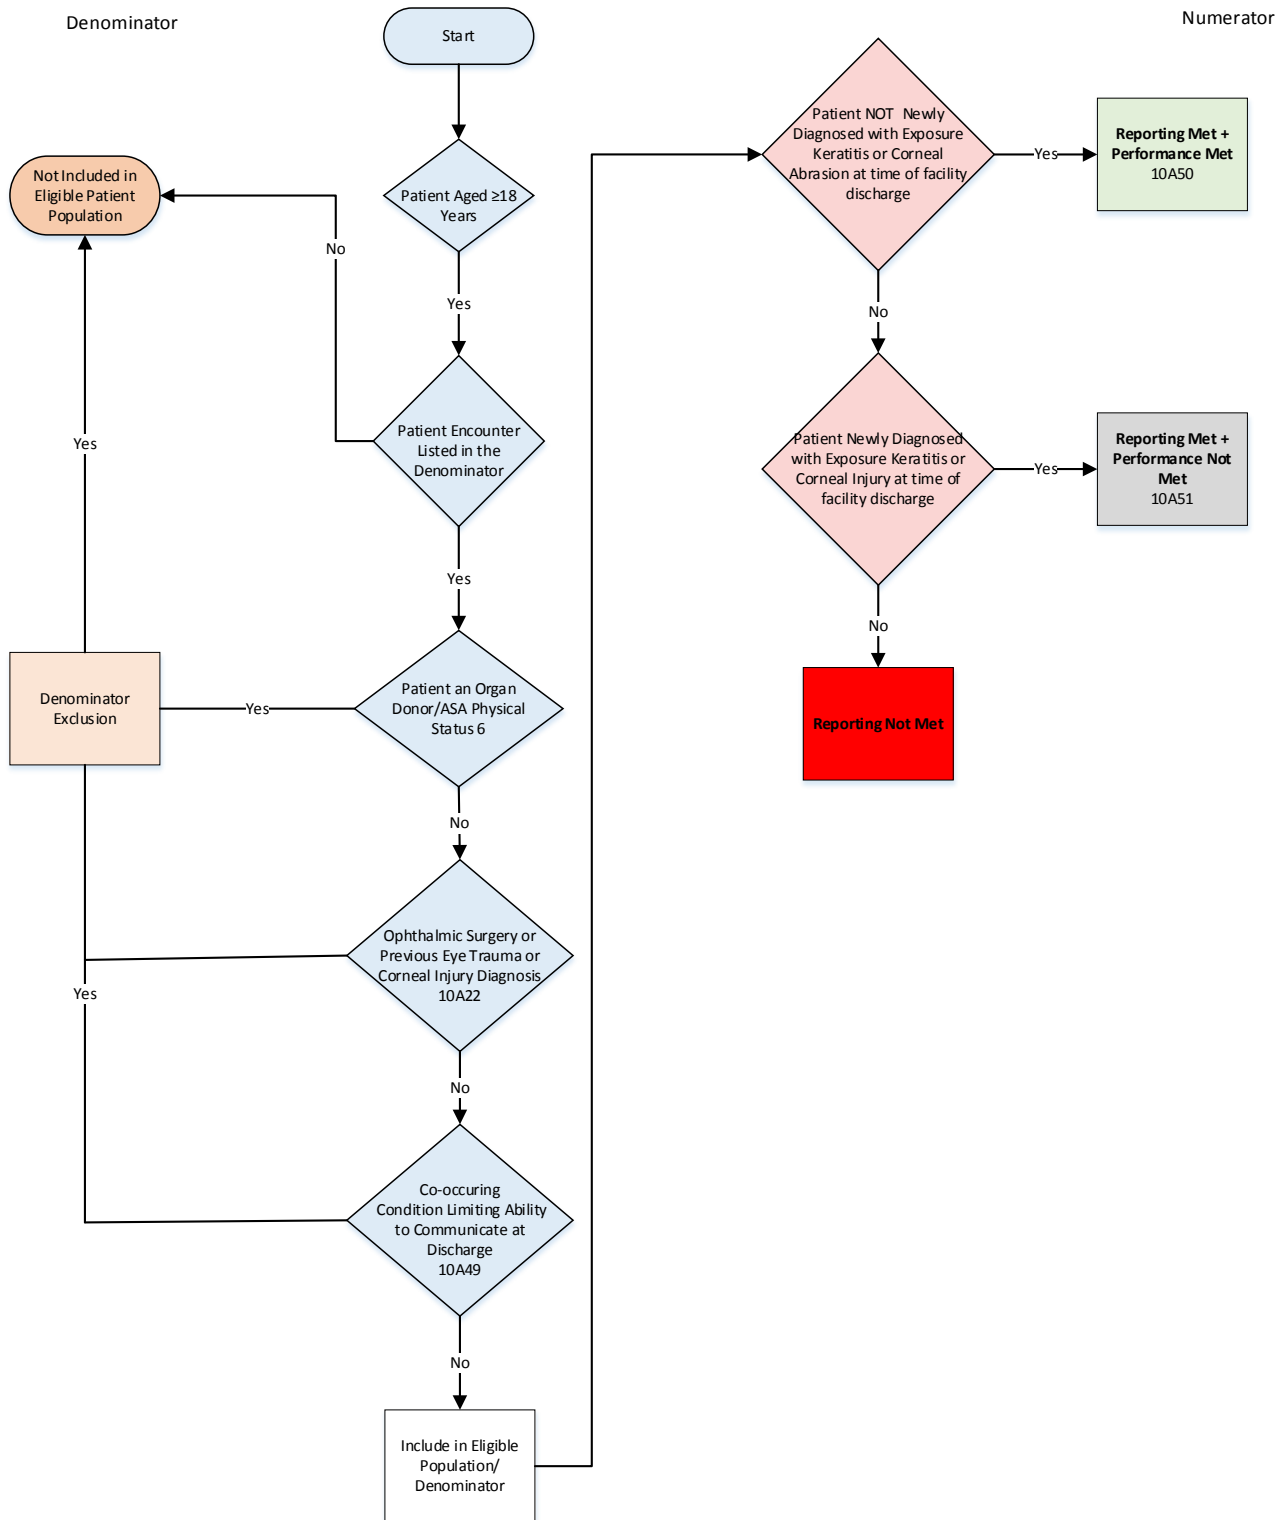 Denominator
Numerator
Start
Patient Aged ≥18
Years
Not Included in
Eligible Patient
Population
No
Yes
Patient Encounter
Listed in the
Denominator
Yes
Yes
Patient an Organ
Donor/ASA Physical
Status 6
Yes
Denominator
Exclusion
No
Ophthalmic Surgery or
Previous Eye Trauma or
Corneal Injury Diagnosis
10A22
Yes
No
Co-occuring
Condition Limiting Ability
to Communicate at
Discharge
10A49
No
Include in Eligible
Population/
Denominator
Patient NOT Newly
Diagnosed with Exposure
Keratitis or Corneal
Abrasion at time of facility
discharge
Yes
Reporting Met +
Performance Met
10A50
No
Patient Newly Diagnosed
with Exposure Keratitis or
Corneal Injury at time of
facility discharge
Yes
Reporting Met +
Performance Not
Met
10A51
No
Reporting Not Met